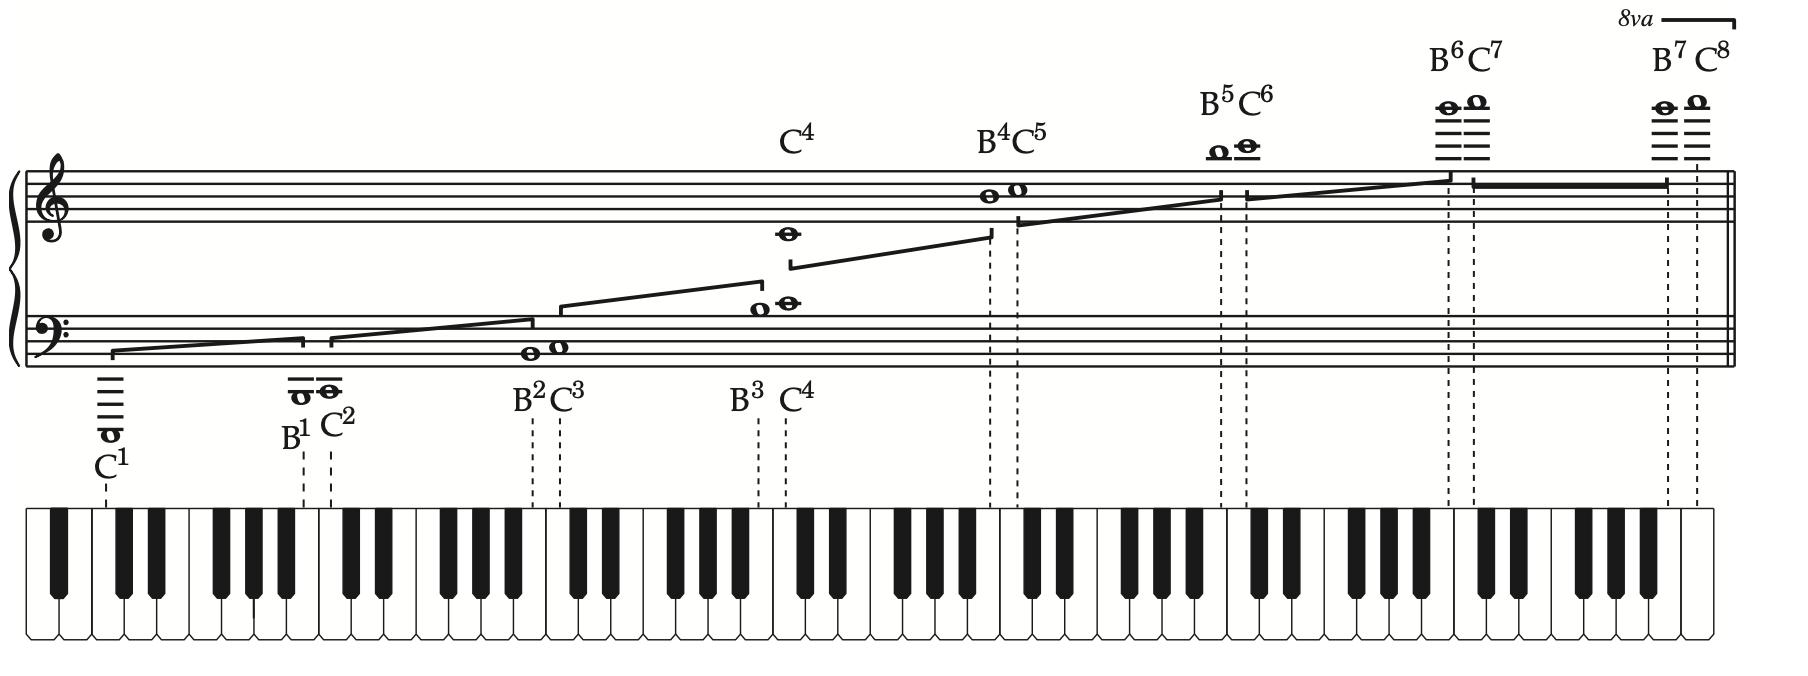 8va
B⁷ C⁸
B⁶ C⁷
B⁵ C⁶
C⁴
B⁴ C⁵
B² C³
B³ C⁴
B¹ C²
C¹